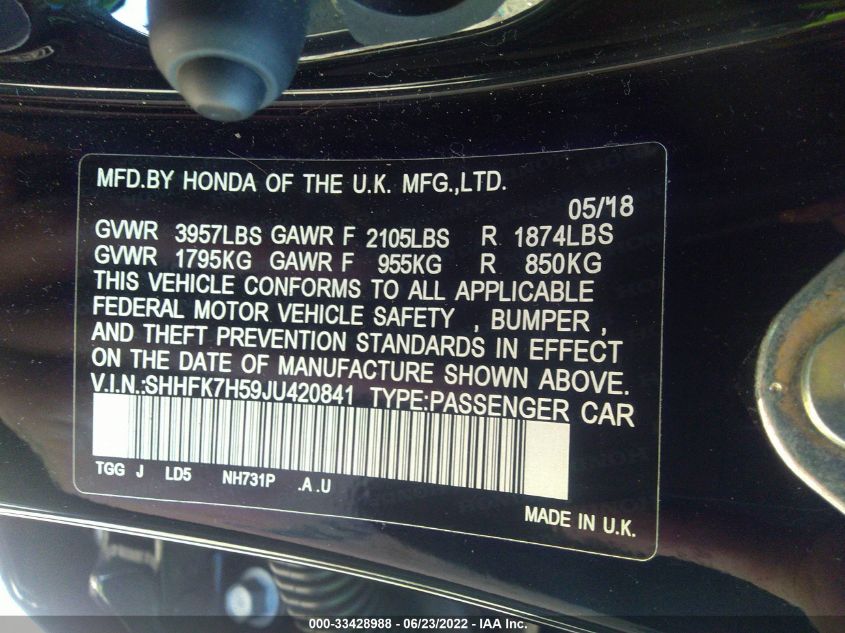 MFD.BY HONDA OF THE U.K. MFG.,LTD.
05/18
GVWR 3957LBS GAWR F 2105LBS R 1874LBS
GVWR 1795KG GAWR F 955KG R 850KG
THIS VEHICLE CONFORMS TO ALL APPLICABLE
FEDERAL MOTOR VEHICLE SAFETY , BUMPER ,
AND THEFT PREVENTION STANDARDS IN EFFECT
ON THE DATE OF MANUFACTURE SHOWN ABOVE.
V.I.N.:SHHFK7H59JU420841 TYPE:PASSENGER CAR
TGG J LD5 NH731P .A .U
MADE IN U.K.
000-33428988 - 06/23/2022 - IAA Inc.